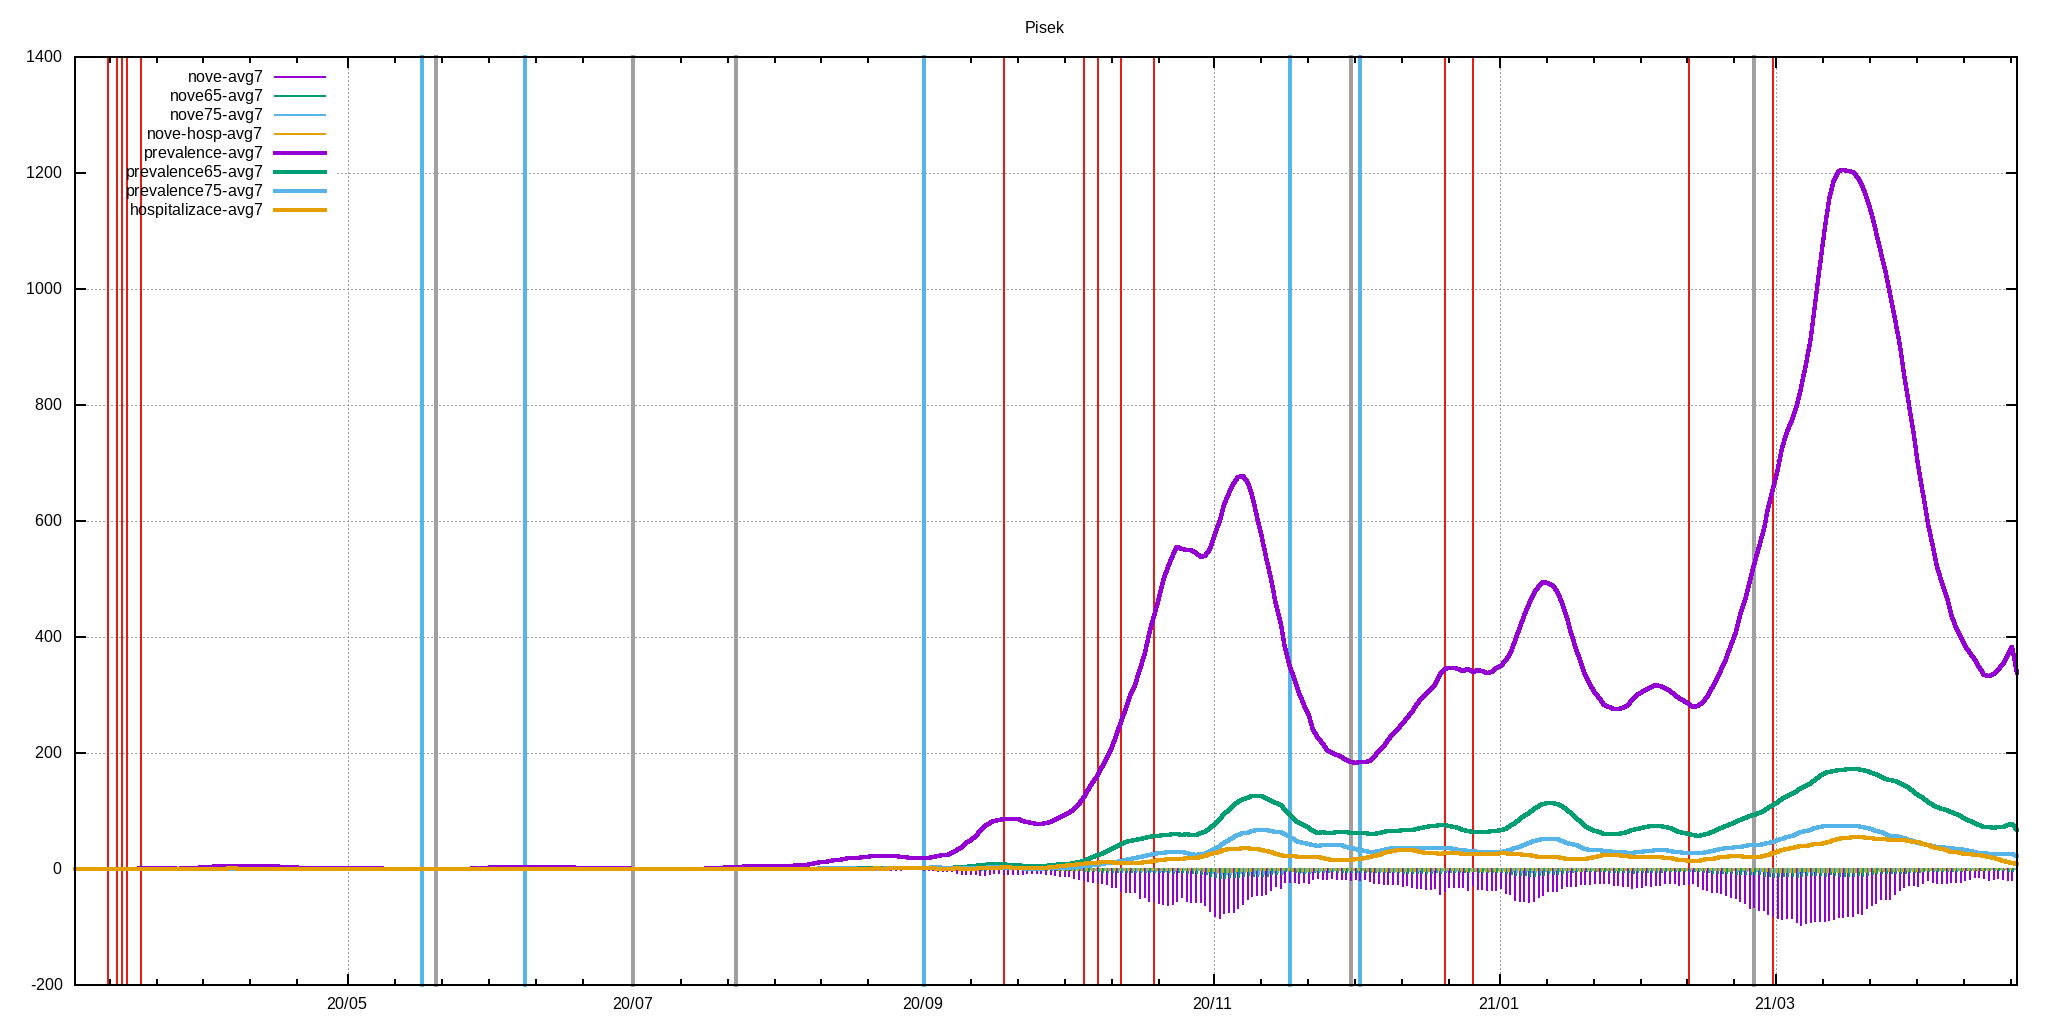 Pisek
1400
1200
1000
800
600
400
200
0
-200
nove-avg7
nove65-avg7
nove75-avg7
nove-hosp-avg7
prevalence-avg7
prevalence65-avg7
prevalence75-avg7
hospitalizace-avg7
20/05 20/07 20/09 20/11 21/01 21/03